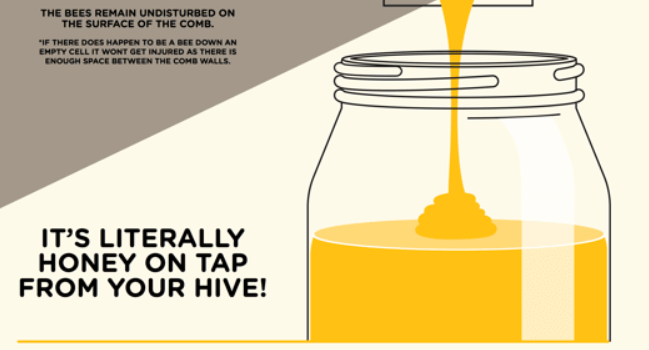 THE BEES REMAIN UNDISTURBED ON
THE SURFACE OF THE COMB.
*IF THERE DOES HAPPEN TO BE A BEE DOWN AN
EMPTY CELL IT WONT GET INJURED AS THERE IS
ENOUGH SPACE BETWEEN THE COMB WALLS.
IT'S LITERALLY
HONEY ON TAP
FROM YOUR HIVE!